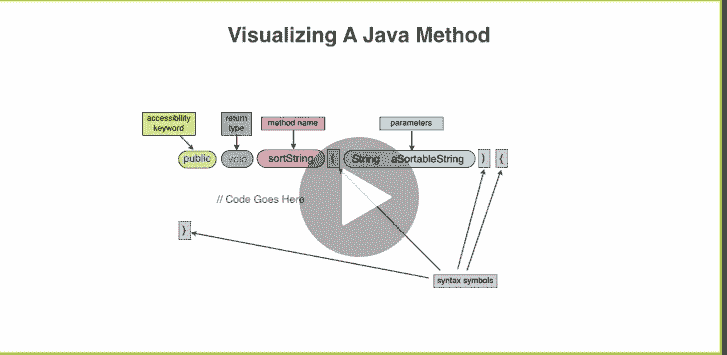 Visualizing A Java Method
accessibility keyword
return type
method name
parameters
public void sortString ( String aSortableString ) {
// Code Goes Here
}
syntax symbols